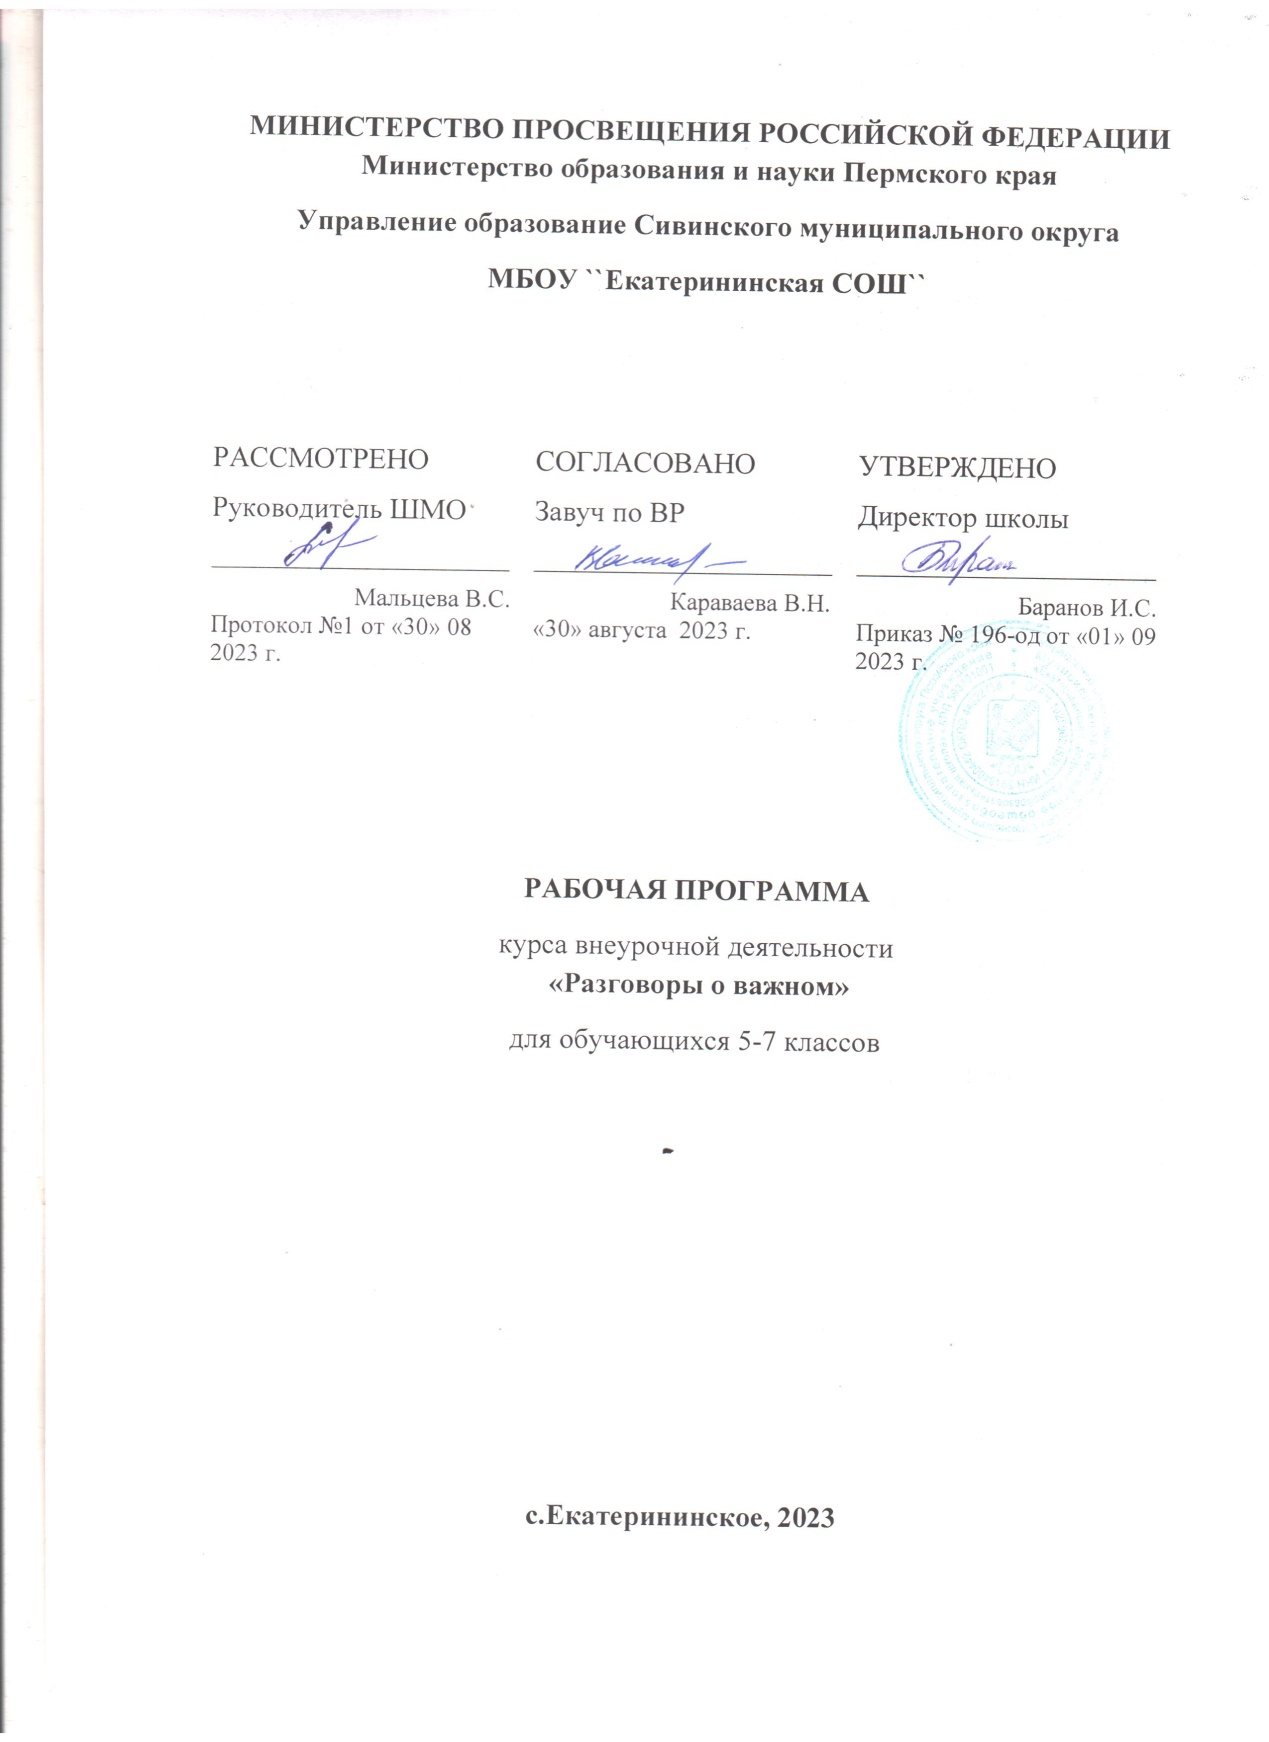 МИНИСТЕРСТВО ПРОСВЕЩЕНИЯ РОССИЙСКОЙ ФЕДЕРАЦИИ
Министерство образования и науки Пермского края
Управление образование Сивинского муниципального округа
МБОУ ``Екатерининская СОШ``
РАССМОТРЕНО
Руководитель ШМО
Мальцева В.С.
Протокол №1 от «30» 08
2023 г.
СОГЛАСОВАНО
Завуч по ВР
Караваева В.Н.
«30» августа 2023 г.
УТВЕРЖДЕНО
Директор школы
Баранов И.С.
Приказ № 196-од от «01» 09
2023 г.
РАБОЧАЯ ПРОГРАММА
курса внеурочной деятельности
«Разговоры о важном»
для обучающихся 5-7 классов
с.Екатерининское, 2023